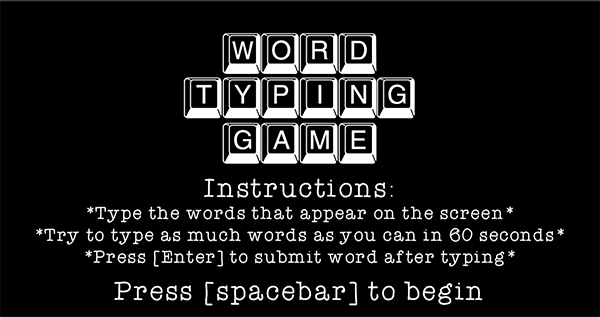 WORD
TYPING
GAME
Instructions:
*Type the words that appear on the screen*
*Try to type as much words as you can in 60 seconds*
*Press [Enter] to submit word after typing*
Press [spacebar] to begin